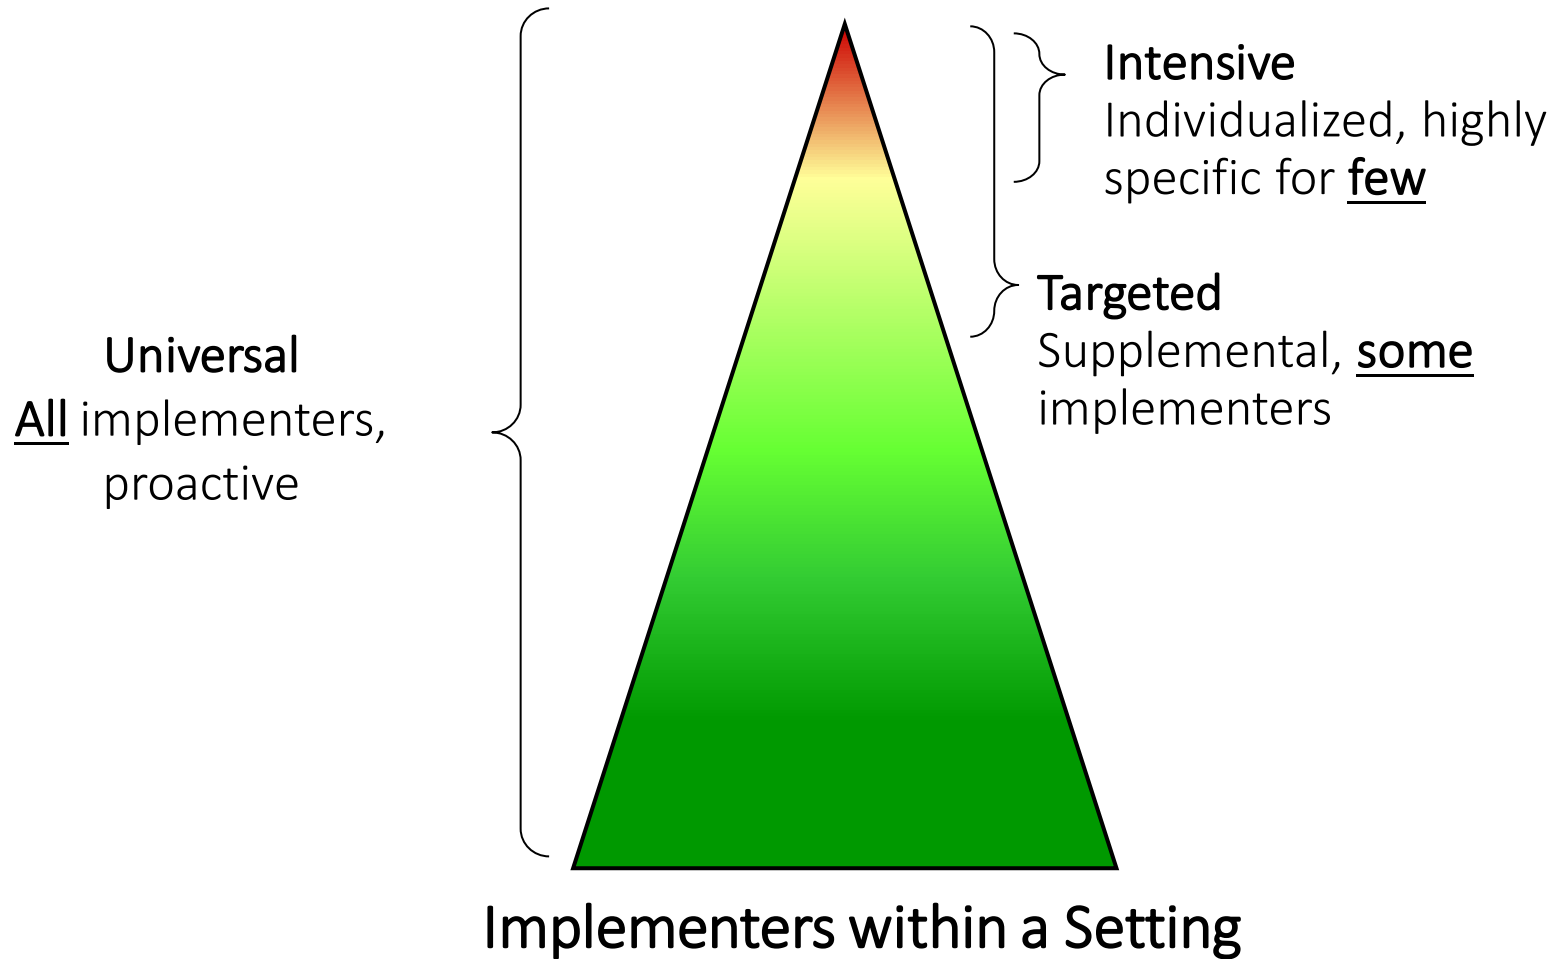 Intensive
Individualized, highly
specific for few
Targeted
Supplemental, some
implementers
Universal
All implementers,
proactive
Implementers within a Setting